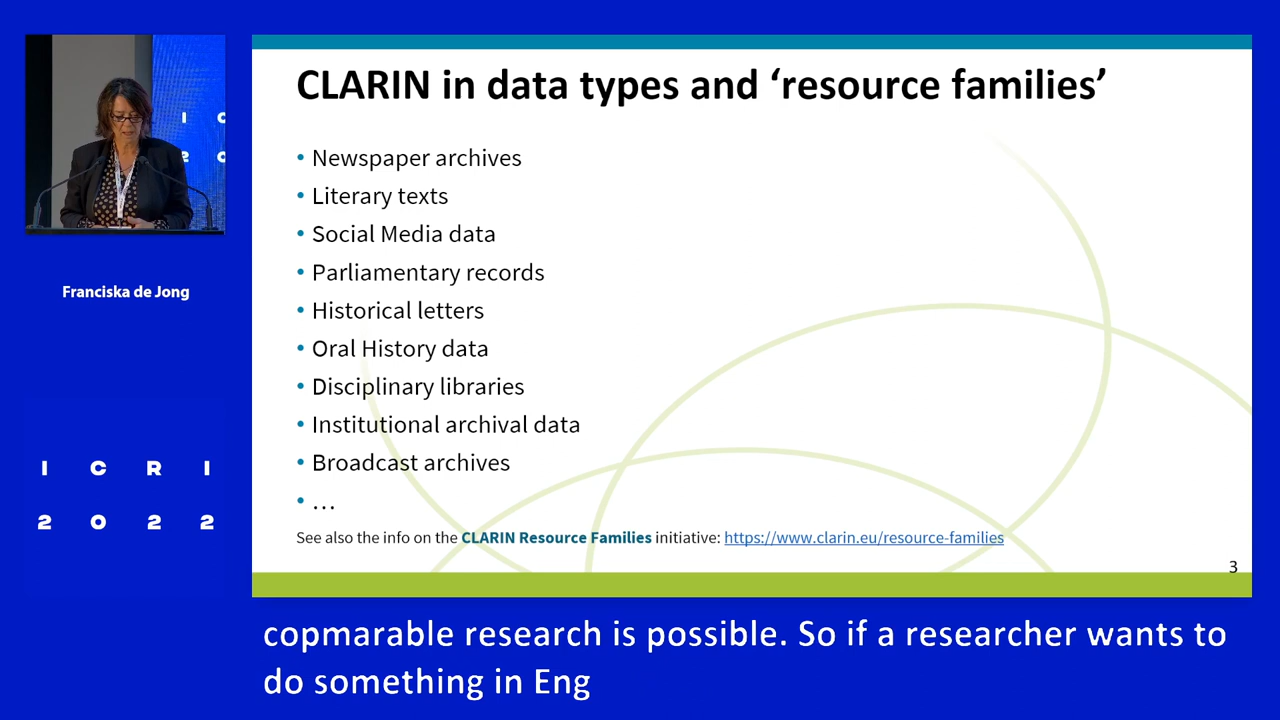 CLARIN in data types and ‘resource families’
• Newspaper archives
• Literary texts
• Social Media data
• Parliamentary records
• Historical letters
• Oral History data
• Disciplinary libraries
• Institutional archival data
• Broadcast archives
• …
See also the info on the CLARIN Resource Families initiative: https://www.clarin.eu/resource-families
3
Franciska de Jong
I C R I
2 0 2 2
copmarable research is possible. So if a researcher wants to
do something in Eng